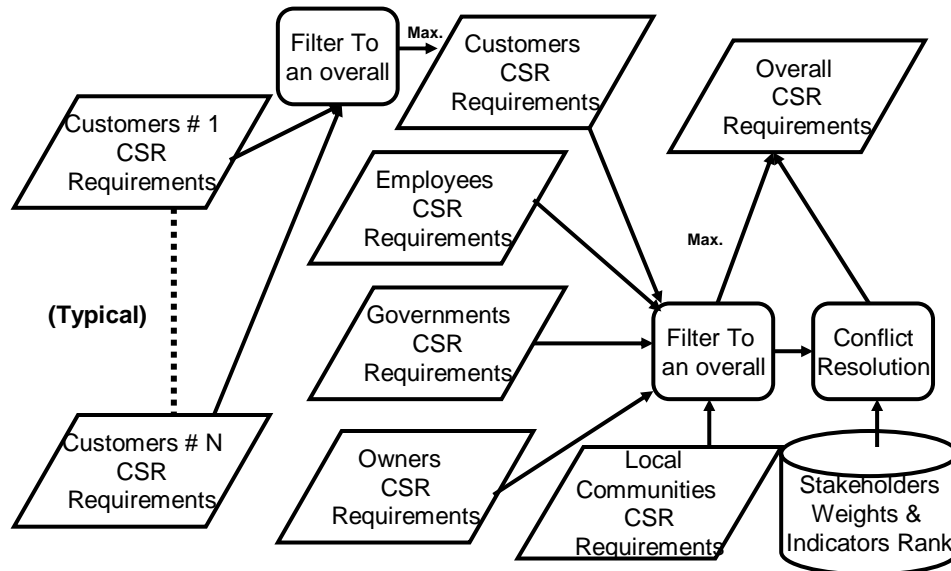 Filter To
an overall
Max.
Customers
CSR
Requirements
Overall
CSR
Requirements
Customers # 1
CSR
Requirements
Employees
CSR
Requirements
Max.
(Typical)
Governments
CSR
Requirements
Filter To
an overall
Conflict
Resolution
Customers # N
CSR
Requirements
Owners
CSR
Requirements
Local
Communities
CSR
Requirements
Stakeholders
Weights &
Indicators Rank